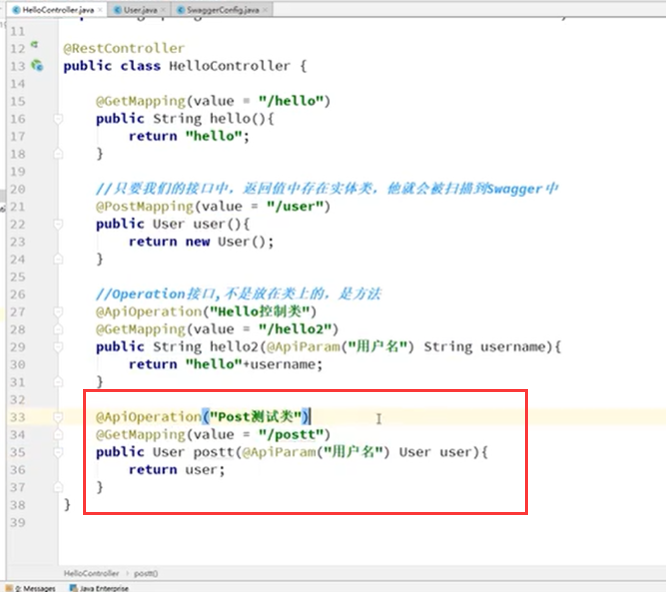 HelloController.java × User.java × SwaggerConfig.java ×
11
12 @RestController
13 public class HelloController {
14
15 @GetMapping(value = "/hello")
16 public String hello(){
17 return "hello";
18 }
19
20 //只要我们的接口中，返回值中存在实体类，他就会被扫描到Swagger中
21 @PostMapping(value = "/user")
22 public User user(){
23 return new User();
24 }
25
26 //Operation接口,不是放在类上的，是方法
27 @ApiOperation("Hello控制类")
28 @GetMapping(value = "/hello2")
29 public String hello2(@ApiParam("用户名") String username){
30 return "hello"+username;
31 }
32
33 @ApiOperation("Post测试类")
34 @GetMapping(value = "/postt")
35 public User postt(@ApiParam("用户名") User user){
36 return user;
37 }
38 }
39
HelloController › postt()
0: Messages Java Enterprise